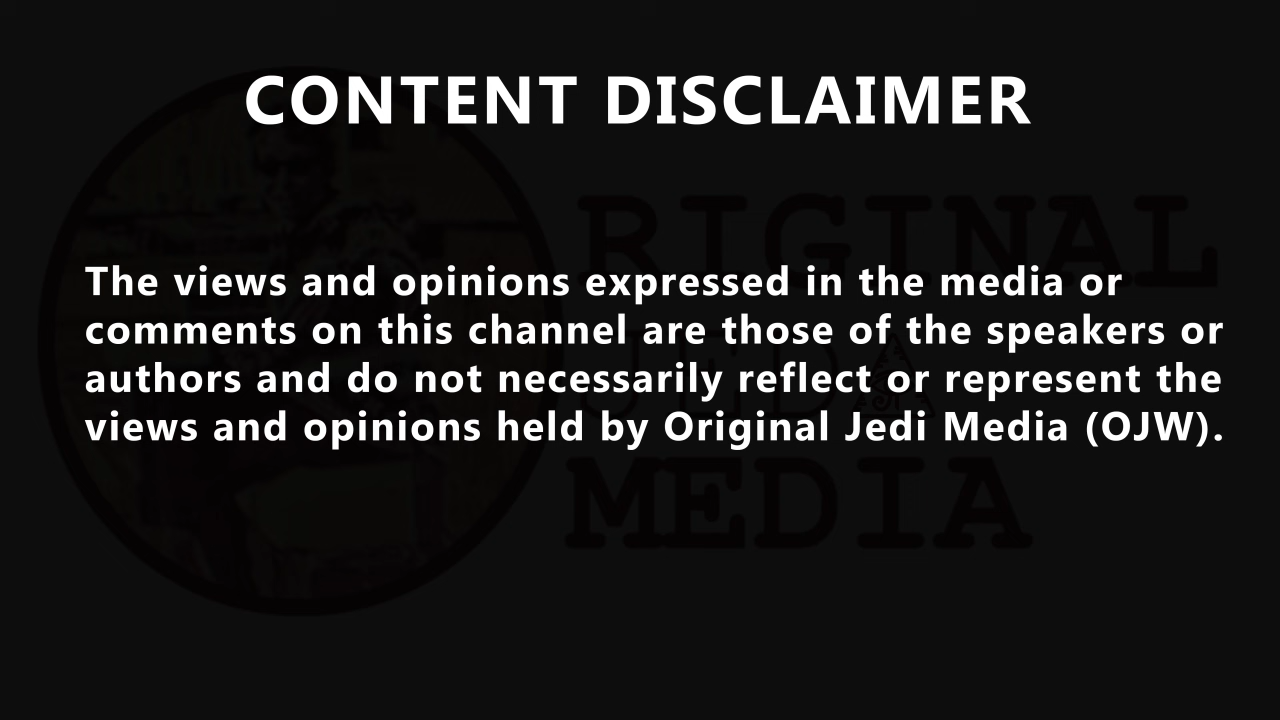 CONTENT DISCLAIMER
RIGINAL
The views and opinions expressed in the media or
comments on this channel are those of the speakers or
authors and do not necessarily reflect or represent the
views and opinions held by Original Jedi Media (OJW).
MEDIA